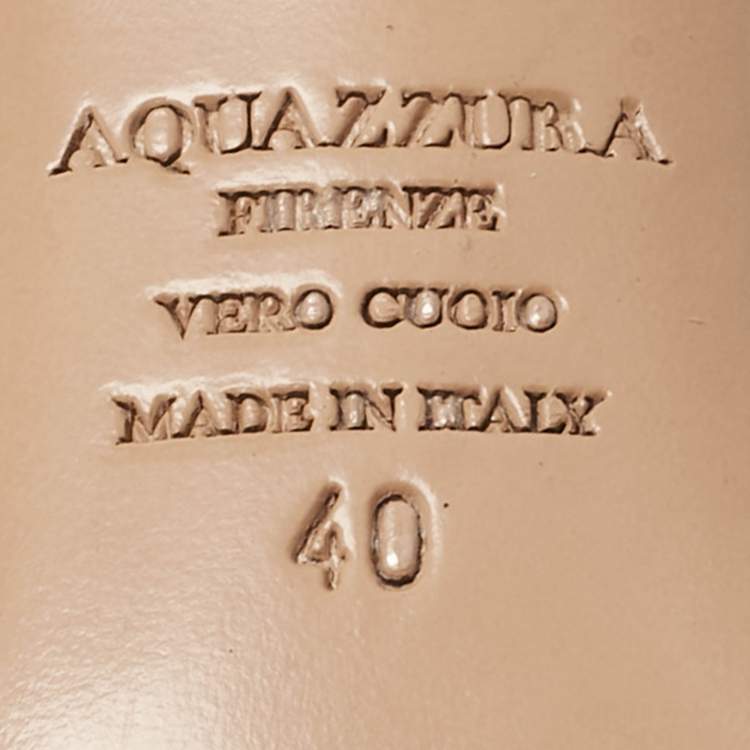 AQUAZZURA
FIRENZE
VERO CUOIO
MADE IN ITALY
40